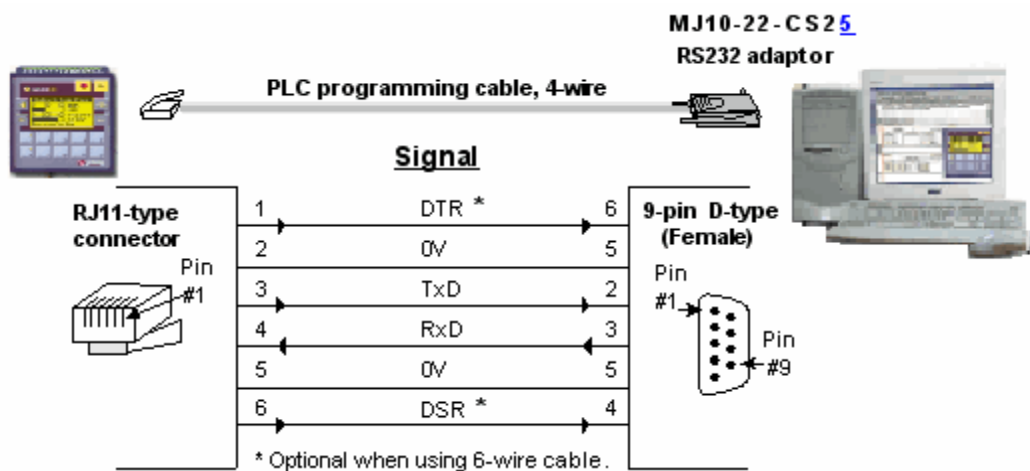 MJ10-22-CS25
RS232 adaptor
PLC programming cable, 4-wire
Signal
RJ11-type
connector
Pin
#1
1 DTR * 6
2 0V 5
3 TxD 2
4 RxD 3
5 0V 5
6 DSR * 4
* Optional when using 6-wire cable.
9-pin D-type
(Female)
Pin
#1
Pin
#9